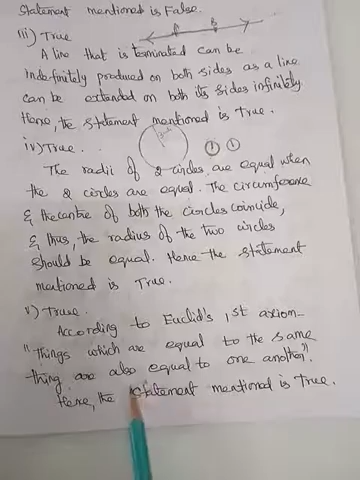 Statement mentioned is False.
iii) True
A line that is terminated can be
Indefinitely produced on both sides as a line
can be extended on both its sides infinitely
Hence, the statement mentioned is True.
iv) True.
The radii of 2 circles are equal when
the 2 circles are equal. The circumference
& the centre of both the circles coincide,
& thus, the radius of the two circles
should be equal. Hence the statement
mentioned is True.
v) True.
According to Euclid's 1st axiom-
"Things which are equal to the same
thing are also equal to one another".
Hence, the statement mentioned is True.